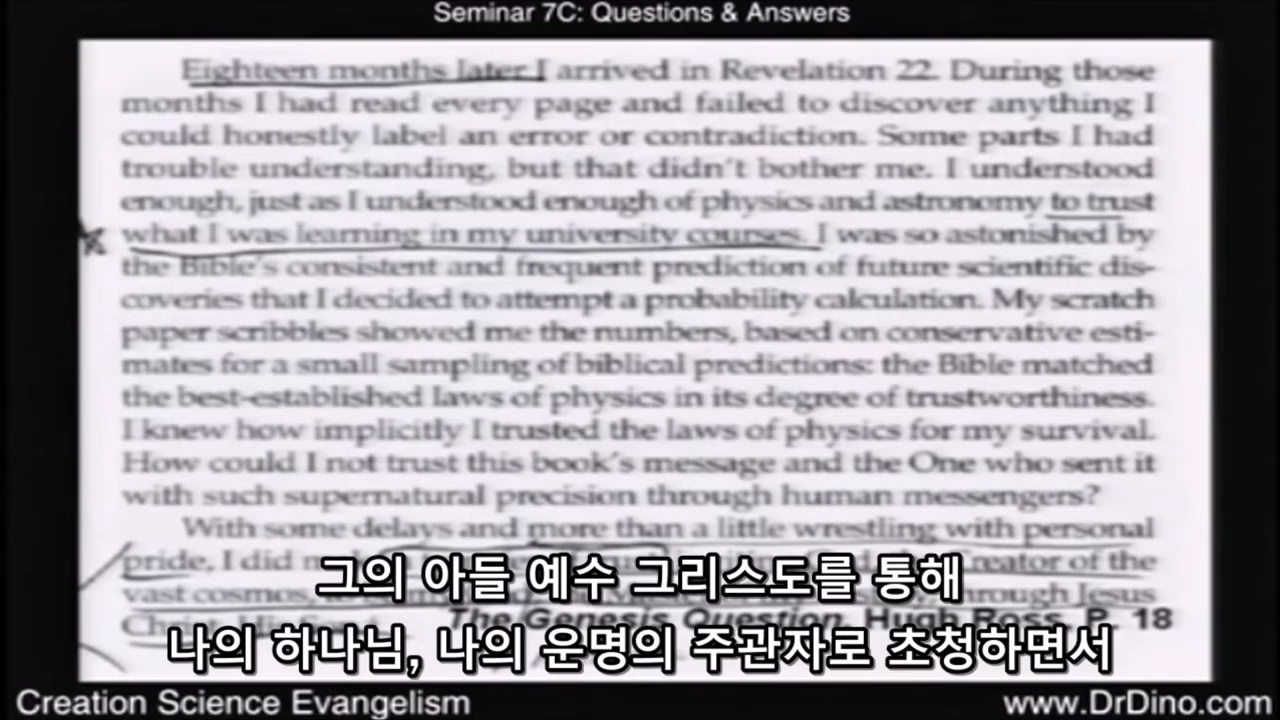 Seminar 7C: Questions & Answers
Eighteen months later I arrived in Revelation 22. During those
months I had read every page and failed to discover anything I
could honestly label an error or contradiction. Some parts I had
trouble understanding, but that didn't bother me. I understood
enough, just as I understood enough of physics and astronomy to trust
what I was learning in my university courses. I was so astonished by
the Bible's consistent and frequent prediction of future scientific dis-
coveries that I decided to attempt a probability calculation. My scratch
paper scribbles showed me the numbers, based on conservative esti-
mates for a small sampling of biblical predictions: the Bible matched
the best-established laws of physics in its degree of trustworthiness.
I knew how implicitly I trusted the laws of physics for my survival.
How could I not trust this book's message and the One who sent it
with such supernatural precision through human messengers?
With some delays and more than a little wrestling with personal
pride, I did Creator of the
vast cosmos, through Jesus
The Genesis Question, Hugh Ross, P. 18
그의 아들 예수 그리스도를 통해
나의 하나님, 나의 운명의 주관자로 초청하면서
Creation Science Evangelism
www.DrDino.com